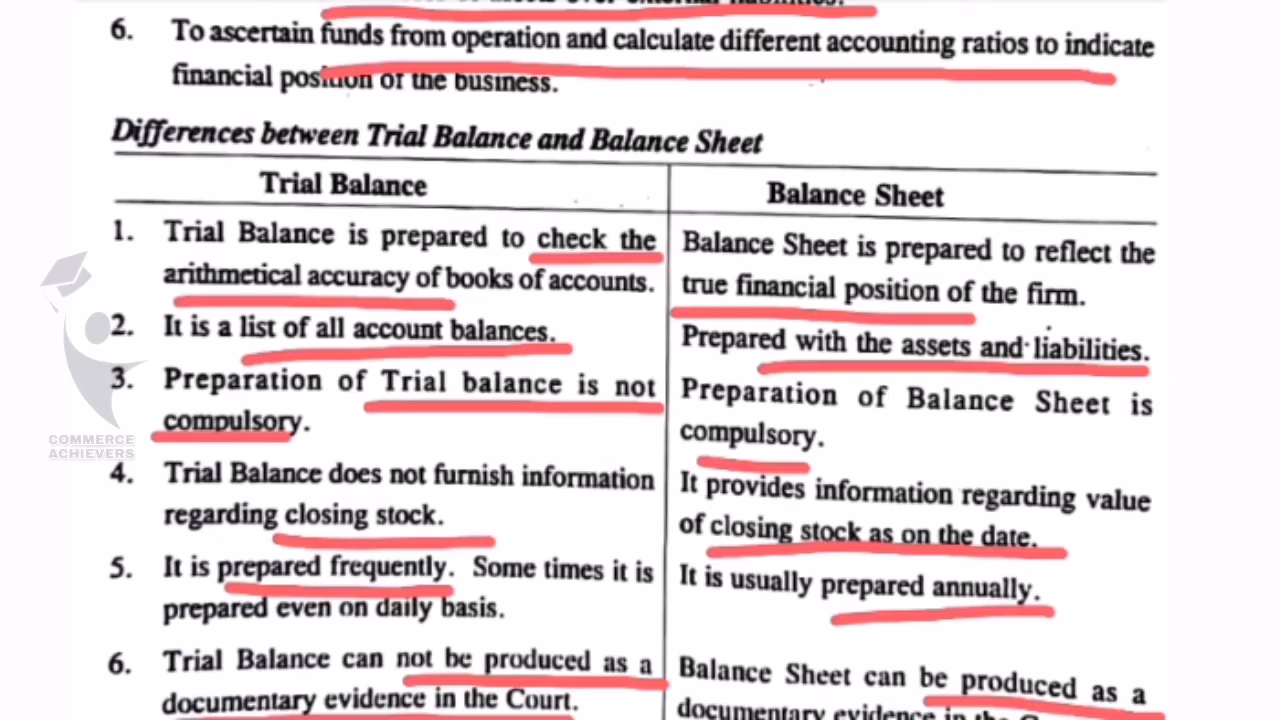 6. To ascertain funds from operation and calculate different accounting ratios to indicate
financial position of the business.
Differences between Trial Balance and Balance Sheet
Trial Balance
Balance Sheet
1. Trial Balance is prepared to check the
arithmetical accuracy of books of accounts.
Balance Sheet is prepared to reflect the
true financial position of the firm.
2. It is a list of all account balances.
Prepared with the assets and liabilities.
3. Preparation of Trial balance is not
compulsory.
Preparation of Balance Sheet is
compulsory.
4. Trial Balance does not furnish information
regarding closing stock.
It provides information regarding value
of closing stock as on the date.
5. It is prepared frequently. Some times it is
prepared even on daily basis.
It is usually prepared annually.
6. Trial Balance can not be produced as a
documentary evidence in the Court.
Balance Sheet can be produced as a
documentary evidence in the
COMMERCE
ACHIEVERS